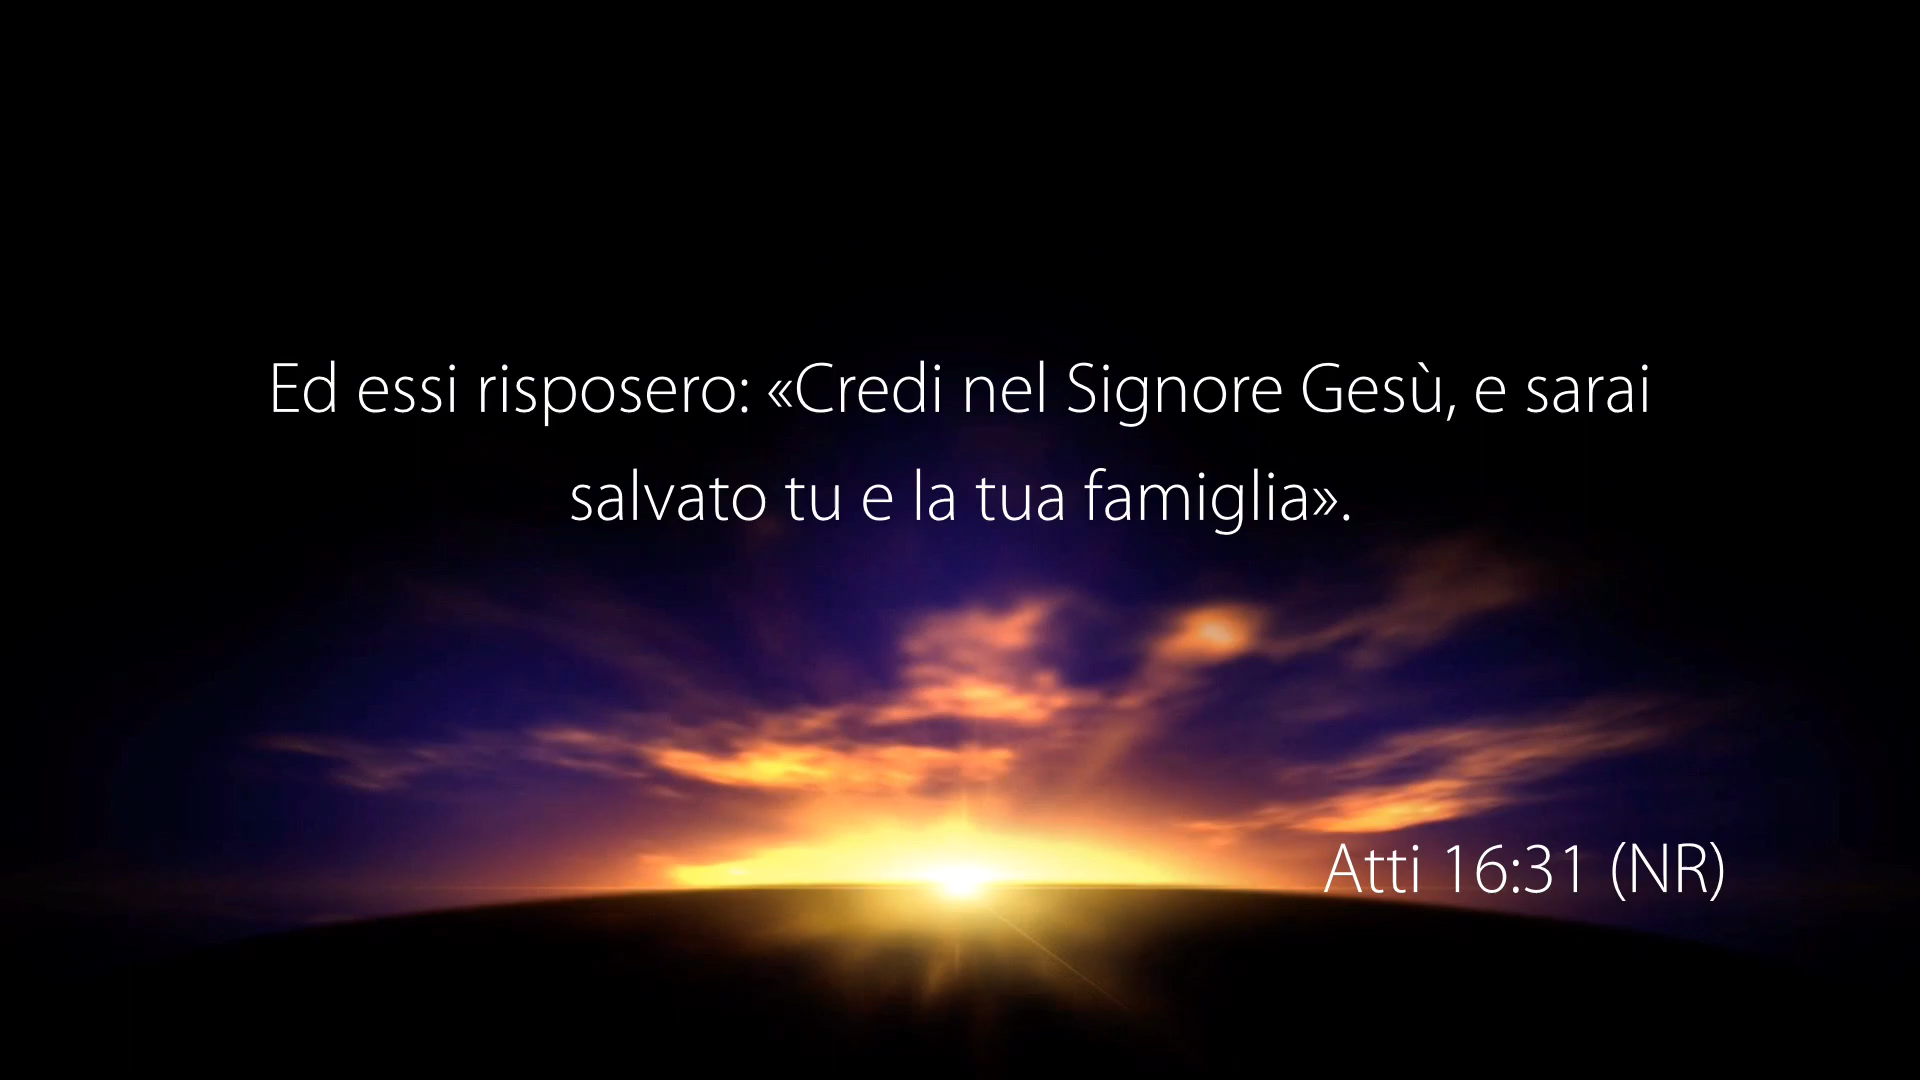 Ed essi risposero: «Credi nel Signore Gesù, e sarai
salvato tu e la tua famiglia».
Atti 16:31 (NR)